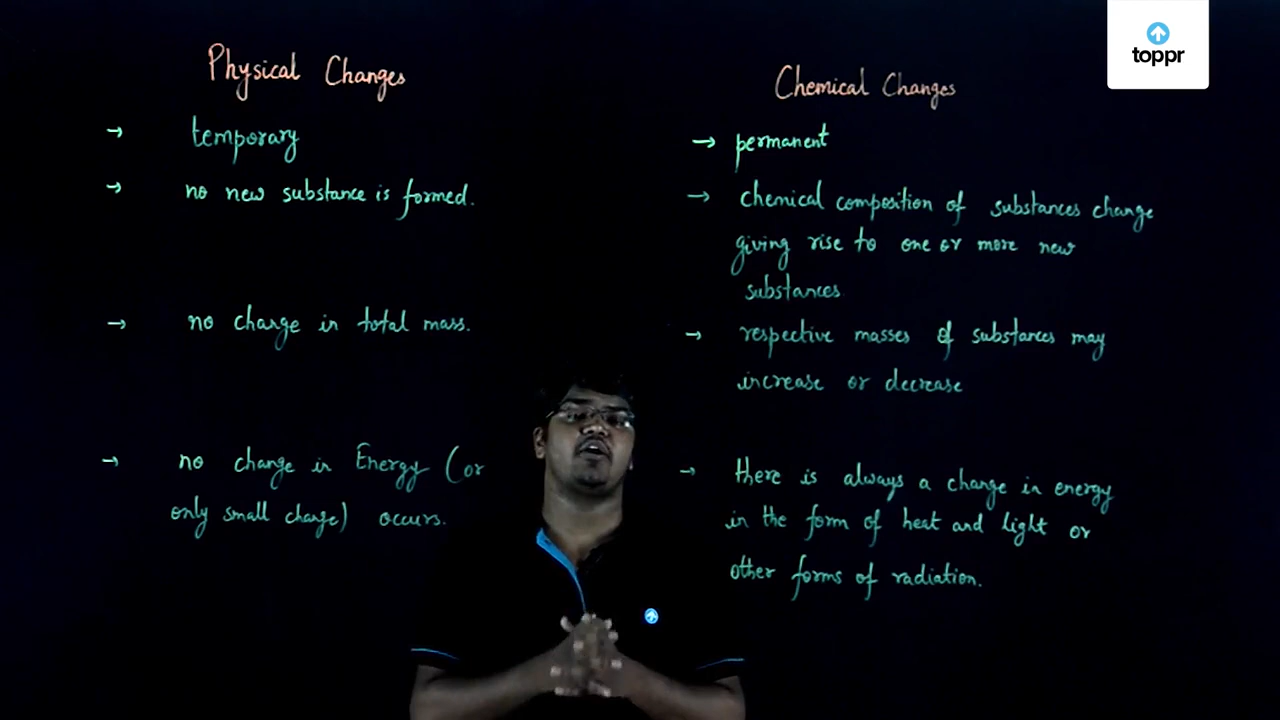 toppr
Physical Changes
→ temporary
→ no new substance is formed.
→ no change in total mass.
→ no change in Energy (or
only small change) occurs.
Chemical Changes
→ permanent
→ chemical composition of substances change
giving rise to one or more new
substances.
→ respective masses of substances may
increase or decrease
→ there is always a change in energy
in the form of heat and light or
other forms of radiation.